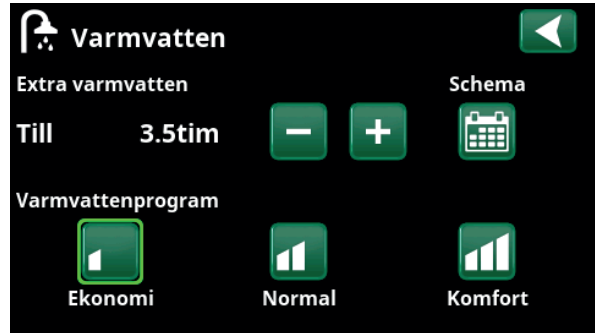 Varmvatten
Extra varmvatten Schema
Till 3.5tim − +
Varmvattenprogram
Ekonomi Normal Komfort